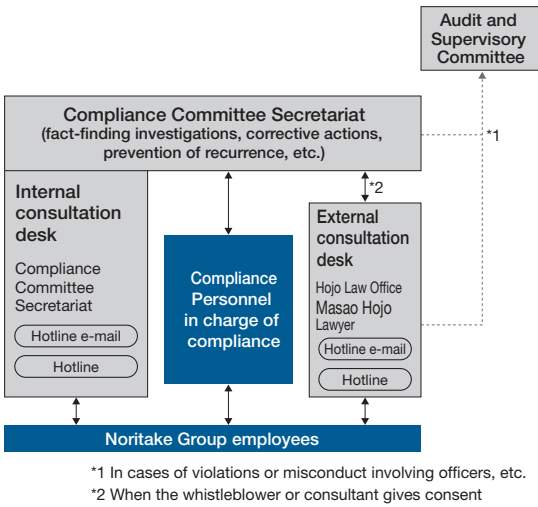 Audit and
Supervisory
Committee
Compliance Committee Secretariat
(fact-finding investigations, corrective actions,
prevention of recurrence, etc.)
*1
*2
Internal
consultation
desk
Compliance
Committee
Secretariat
Hotline e-mail
Hotline
Compliance
Personnel
in charge of
compliance
External
consultation
desk
Hojo Law Office
Masao Hojo
Lawyer
Hotline e-mail
Hotline
Noritake Group employees
*1 In cases of violations or misconduct involving officers, etc.
*2 When the whistleblower or consultant gives consent